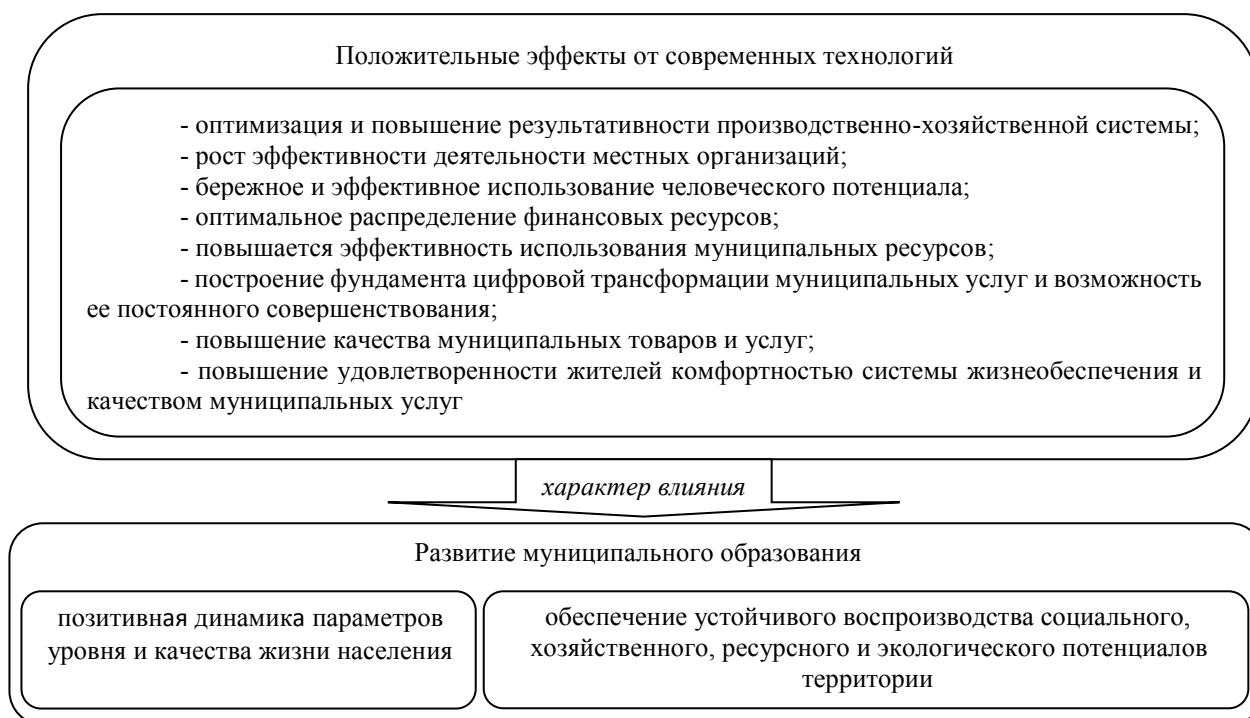 Положительные эффекты от современных технологий
- оптимизация и повышение результативности производственно-хозяйственной системы;
- рост эффективности деятельности местных организаций;
- бережное и эффективное использование человеческого потенциала;
- оптимальное распределение финансовых ресурсов;
- повышается эффективность использования муниципальных ресурсов;
- построение фундамента цифровой трансформации муниципальных услуг и возможность
ее постоянного совершенствования;
- повышение качества муниципальных товаров и услуг;
- повышение удовлетворенности жителей комфортностью системы жизнеобеспечения и
качеством муниципальных услуг
характер влияния
Развитие муниципального образования
позитивная динамика параметров
уровня и качества жизни населения
обеспечение устойчивого воспроизводства социального,
хозяйственного, ресурсного и экологического потенциалов
территории